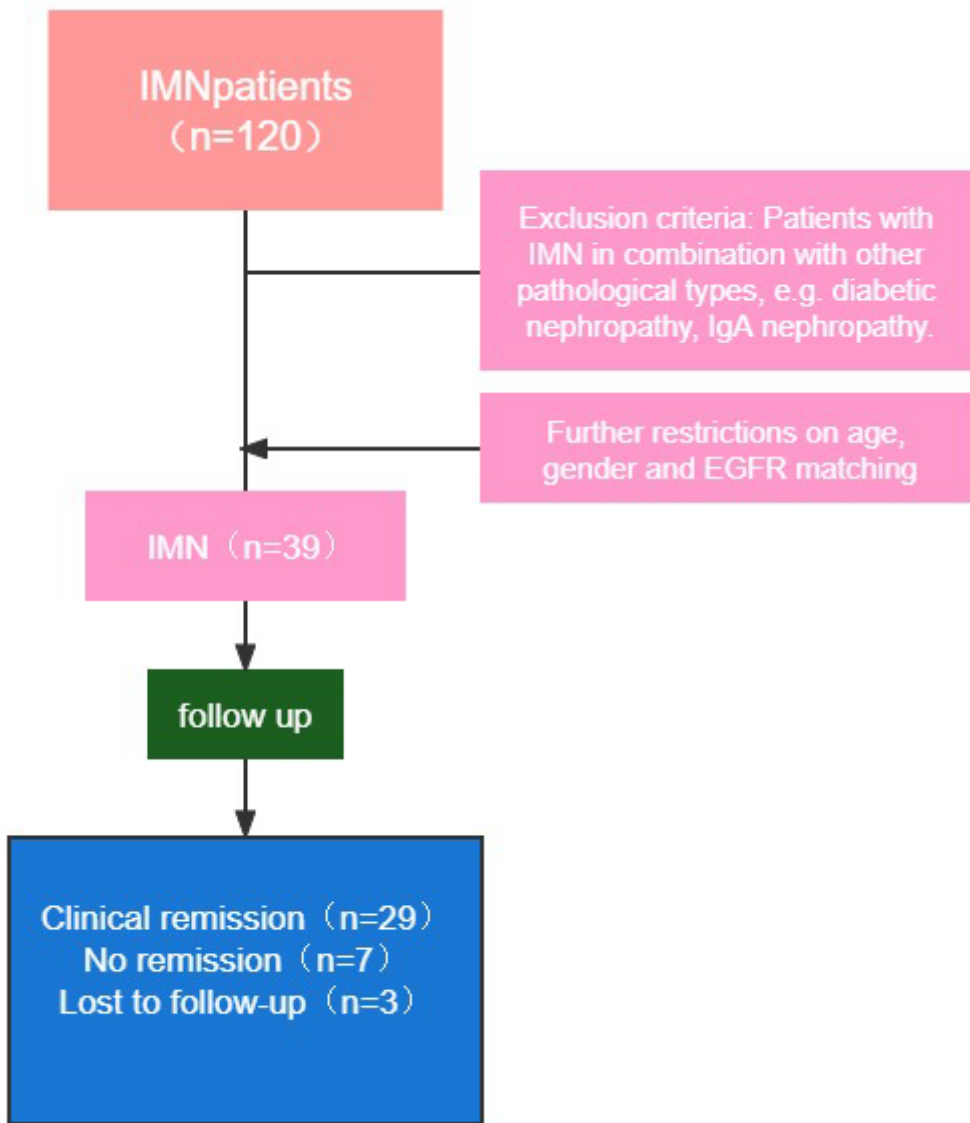 IMNpatients
（n=120）
Exclusion criteria: Patients with
IMN in combination with other
pathological types, e.g. diabetic
nephropathy, IgA nephropathy.
Further restrictions on age,
gender and EGFR matching
IMN（n=39）
follow up
Clinical remission（n=29）
No remission（n=7）
Lost to follow-up（n=3）